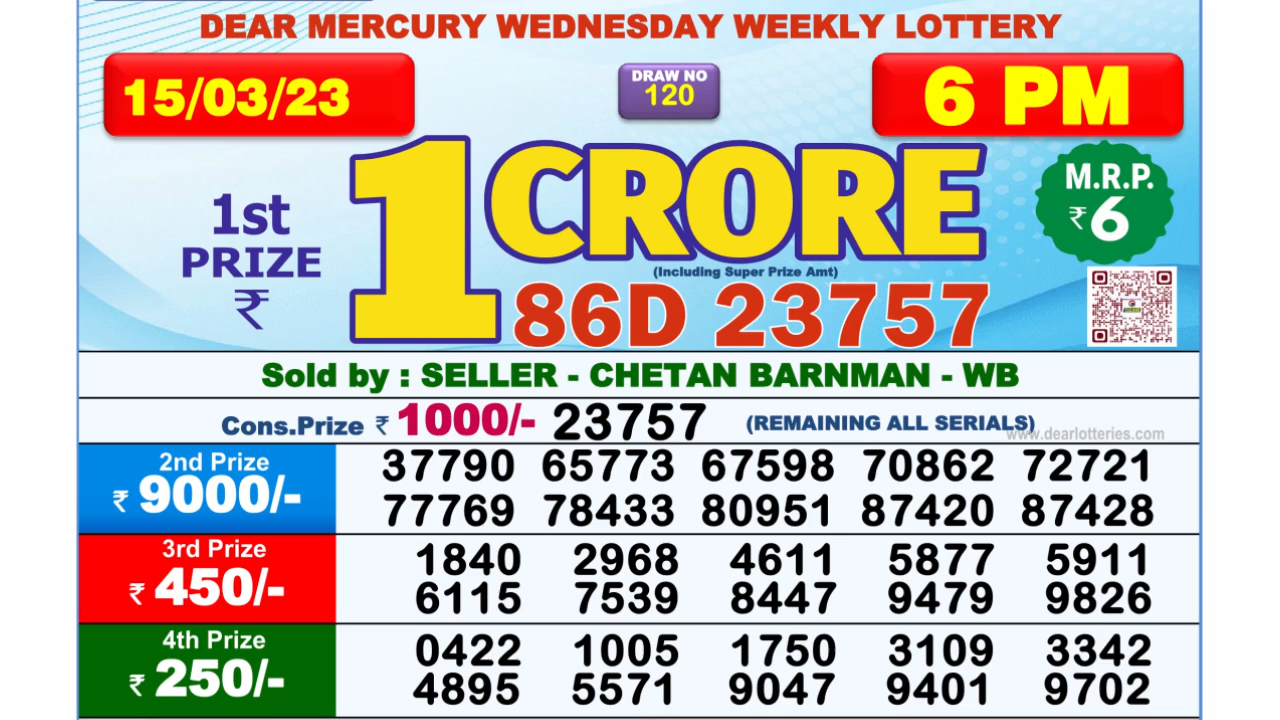 DEAR MERCURY WEDNESDAY WEEKLY LOTTERY
15/03/23
DRAW NO
120
6 PM
1st
PRIZE
₹
1 CRORE
(Including Super Prize Amt)
86D 23757
M.R.P.
₹6
Sold by : SELLER - CHETAN BARNMAN - WB
Cons.Prize ₹ 1000/- 23757 (REMAINING ALL SERIALS)
www.dearlotteries.com
2nd Prize
₹ 9000/-
37790 65773 67598 70862 72721
77769 78433 80951 87420 87428
3rd Prize
₹ 450/-
1840 2968 4611 5877 5911
6115 7539 8447 9479 9826
4th Prize
₹ 250/-
0422 1005 1750 3109 3342
4895 5571 9047 9401 9702